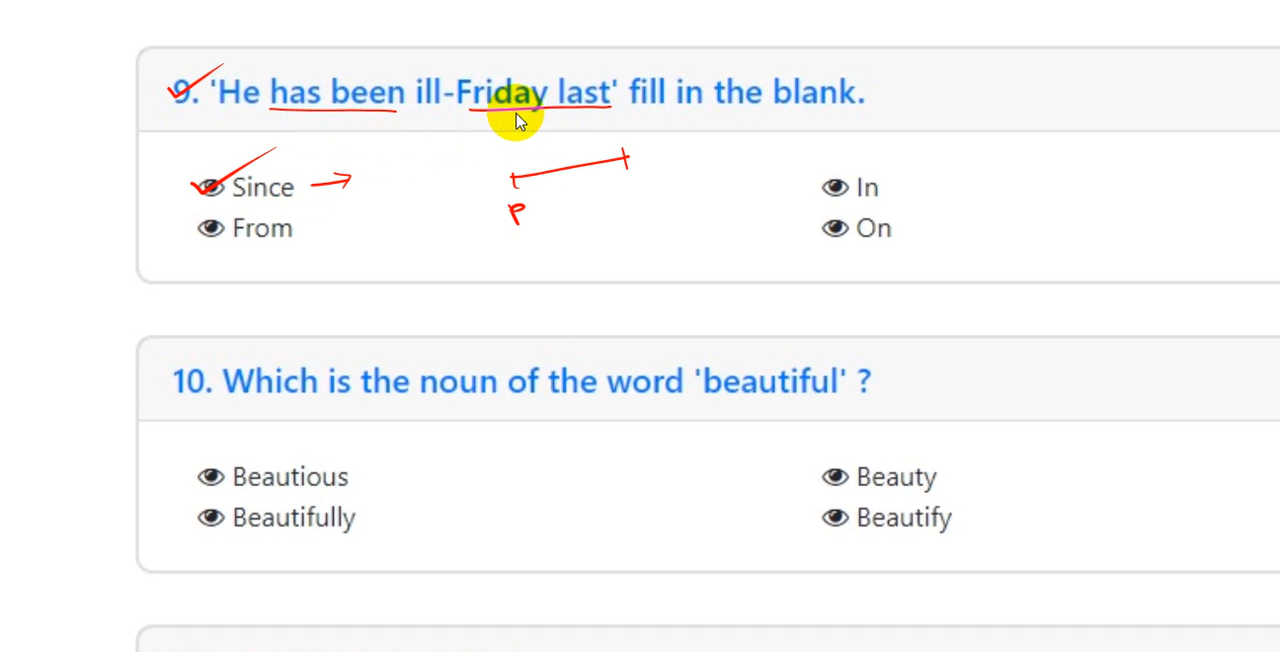 9. 'He has been ill-Friday last' fill in the blank.
Since
In
From
On
P
10. Which is the noun of the word 'beautiful' ?
Beautious
Beauty
Beautifully
Beautify